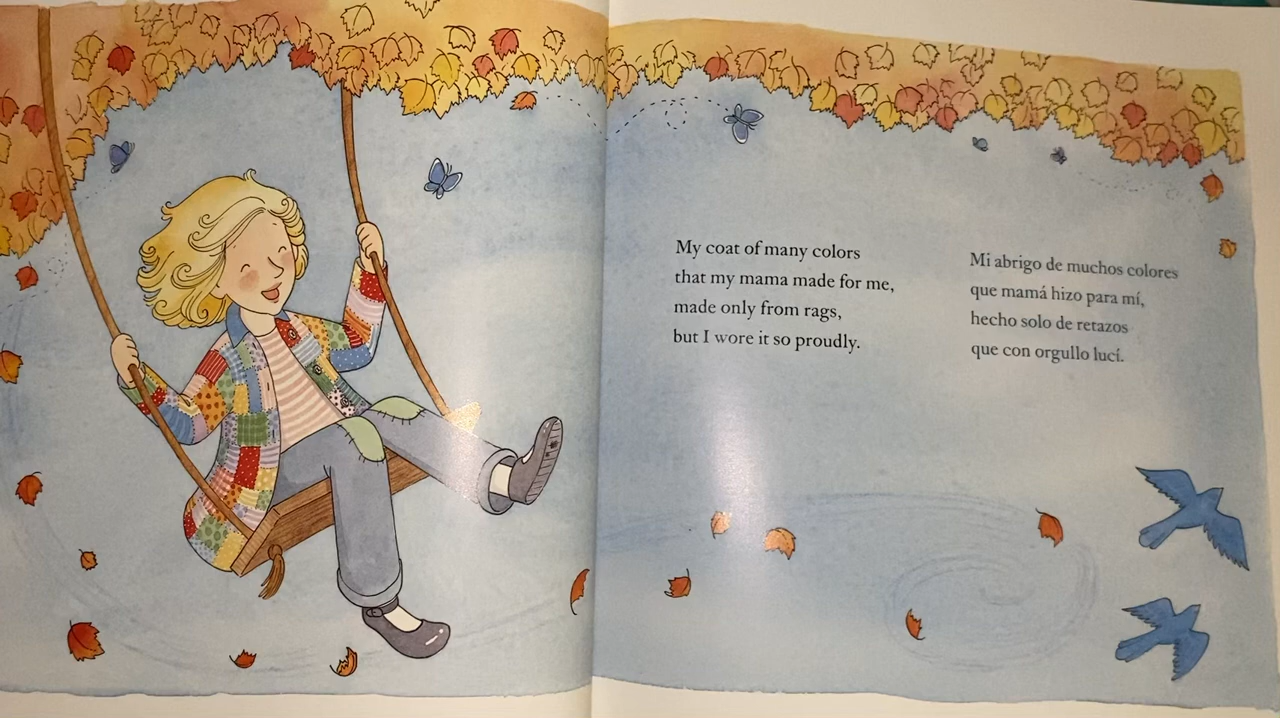 My coat of many colors
that my mama made for me,
made only from rags,
but I wore it so proudly.
Mi abrigo de muchos colores
que mamá hizo para mí,
hecho solo de retazos
que con orgullo lucí.